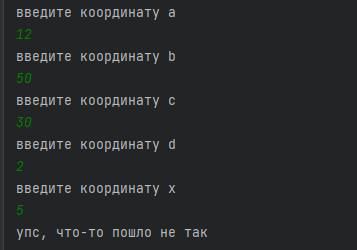 введите координату a
12
введите координату b
50
введите координату c
30
введите координату d
2
введите координату x
5
упс, что-то пошло не так